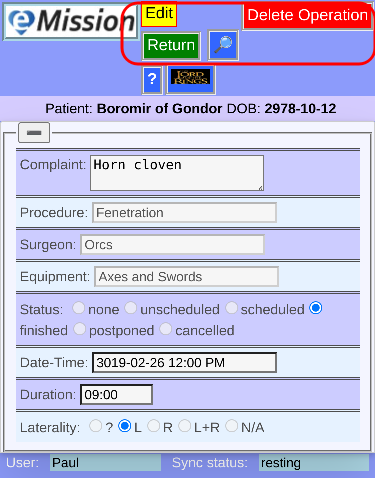 eMission
Edit
Delete Operation
Return
?
THE LORD OF THE RINGS
Patient: Boromir of Gondor DOB: 2978-10-12
Complaint: Horn cloven
Procedure: Fenetration
Surgeon: Orcs
Equipment: Axes and Swords
Status: none unscheduled scheduled
finished postponed cancelled
Date-Time: 3019-02-26 12:00 PM
Duration: 09:00
Laterality: ? L R L+R N/A
User: Paul Sync status: resting